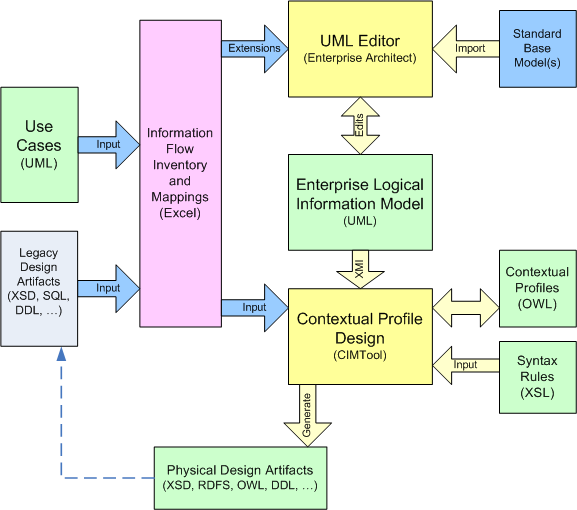 UML Editor
(Enterprise Architect)
Extensions
Import
Standard
Base
Model(s)
Use
Cases
(UML)
Input
Information
Flow
Inventory
and
Mappings
(Excel)
Edits
Enterprise Logical
Information Model
(UML)
XMI
Legacy
Design
Artifacts
(XSD, SQL,
DDL, …)
Input
Input
Contextual Profile
Design
(CIMTool)
Contextual
Profiles
(OWL)
Input
Syntax
Rules
(XSL)
Generate
Physical Design Artifacts
(XSD, RDFS, OWL, DDL, …)